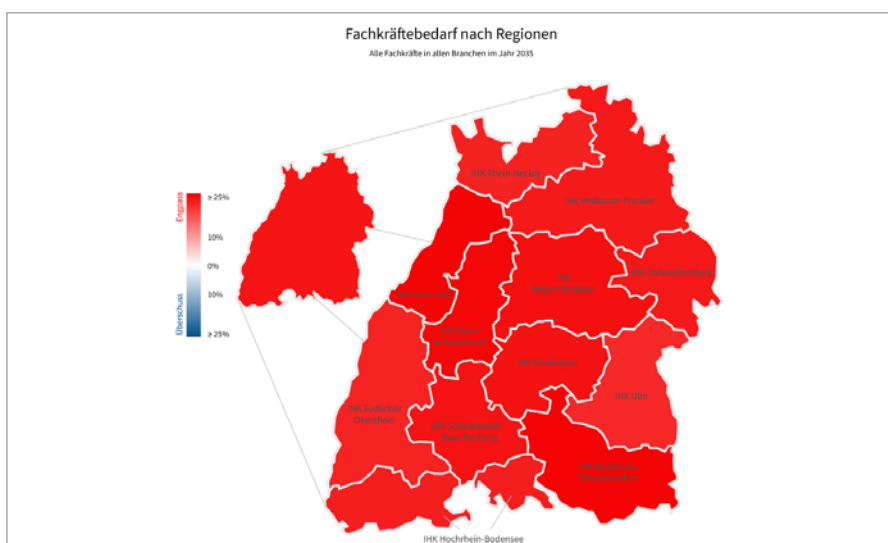 Fachkräftebedarf nach Regionen
Alle Fachkräfte in allen Branchen im Jahr 2035
Engpass
≥ 25%
10%
0%
10%
≥ 25%
Überschuss
IHK Rhein-Neckar
IHK Heilbronn-Franken
IHK Ostwürttemberg
IHK
Region Stuttgart
IHK Karlsruhe
IHK Nord-
schwarzwald
IHK Reutlingen
IHK Ulm
IHK Südlicher
Oberrhein
IHK Schwarzwald-
Baar-Heuberg
IHK Bodensee-
Oberschwaben
IHK Hochrhein-Bodensee